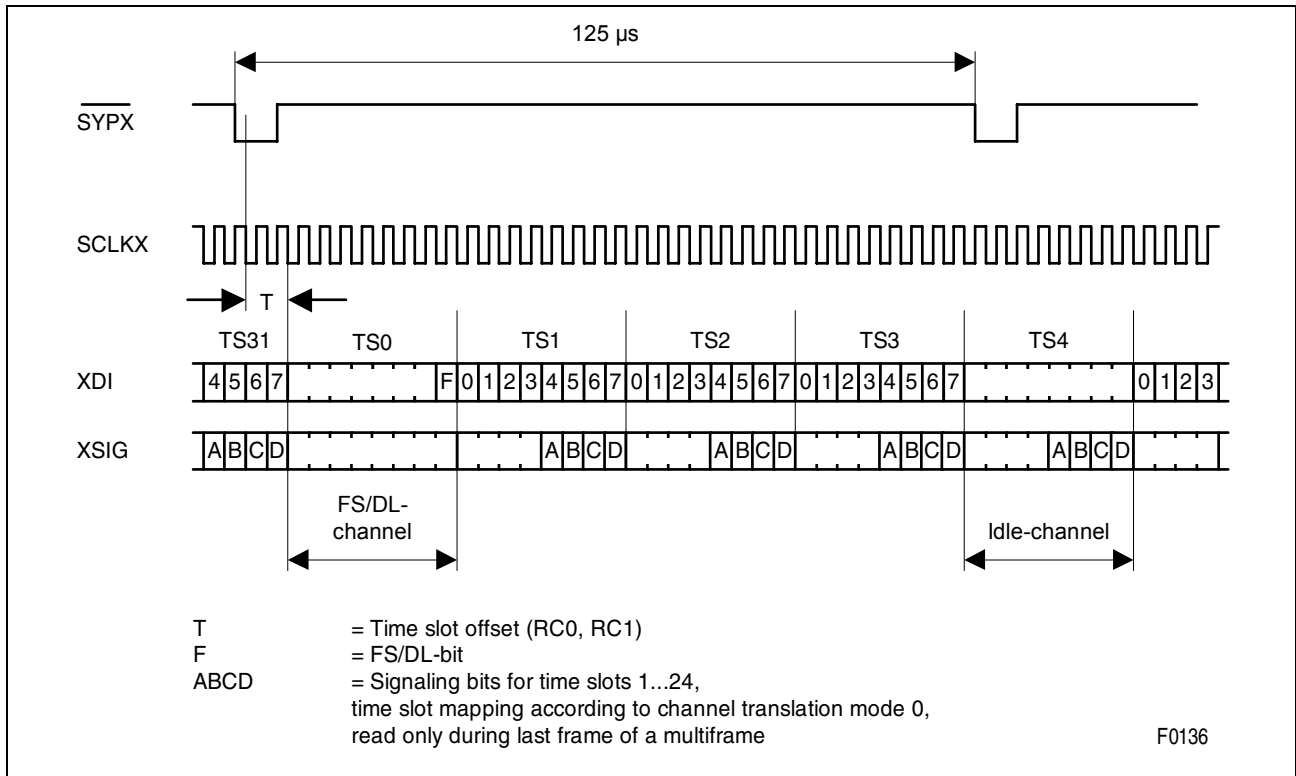 125 µs
SYPX
SCLKX
T
TS31 TS0 TS1 TS2 TS3 TS4
XDI 4 5 6 7 F 0 1 2 3 4 5 6 7 0 1 2 3 4 5 6 7 0 1 2 3 4 5 6 7 0 1 2 3
XSIG A B C D A B C D A B C D A B C D A B C D
FS/DL-
channel
Idle-channel
T = Time slot offset (RC0, RC1)
F = FS/DL-bit
ABCD = Signaling bits for time slots 1...24,
time slot mapping according to channel translation mode 0,
read only during last frame of a multiframe
F0136